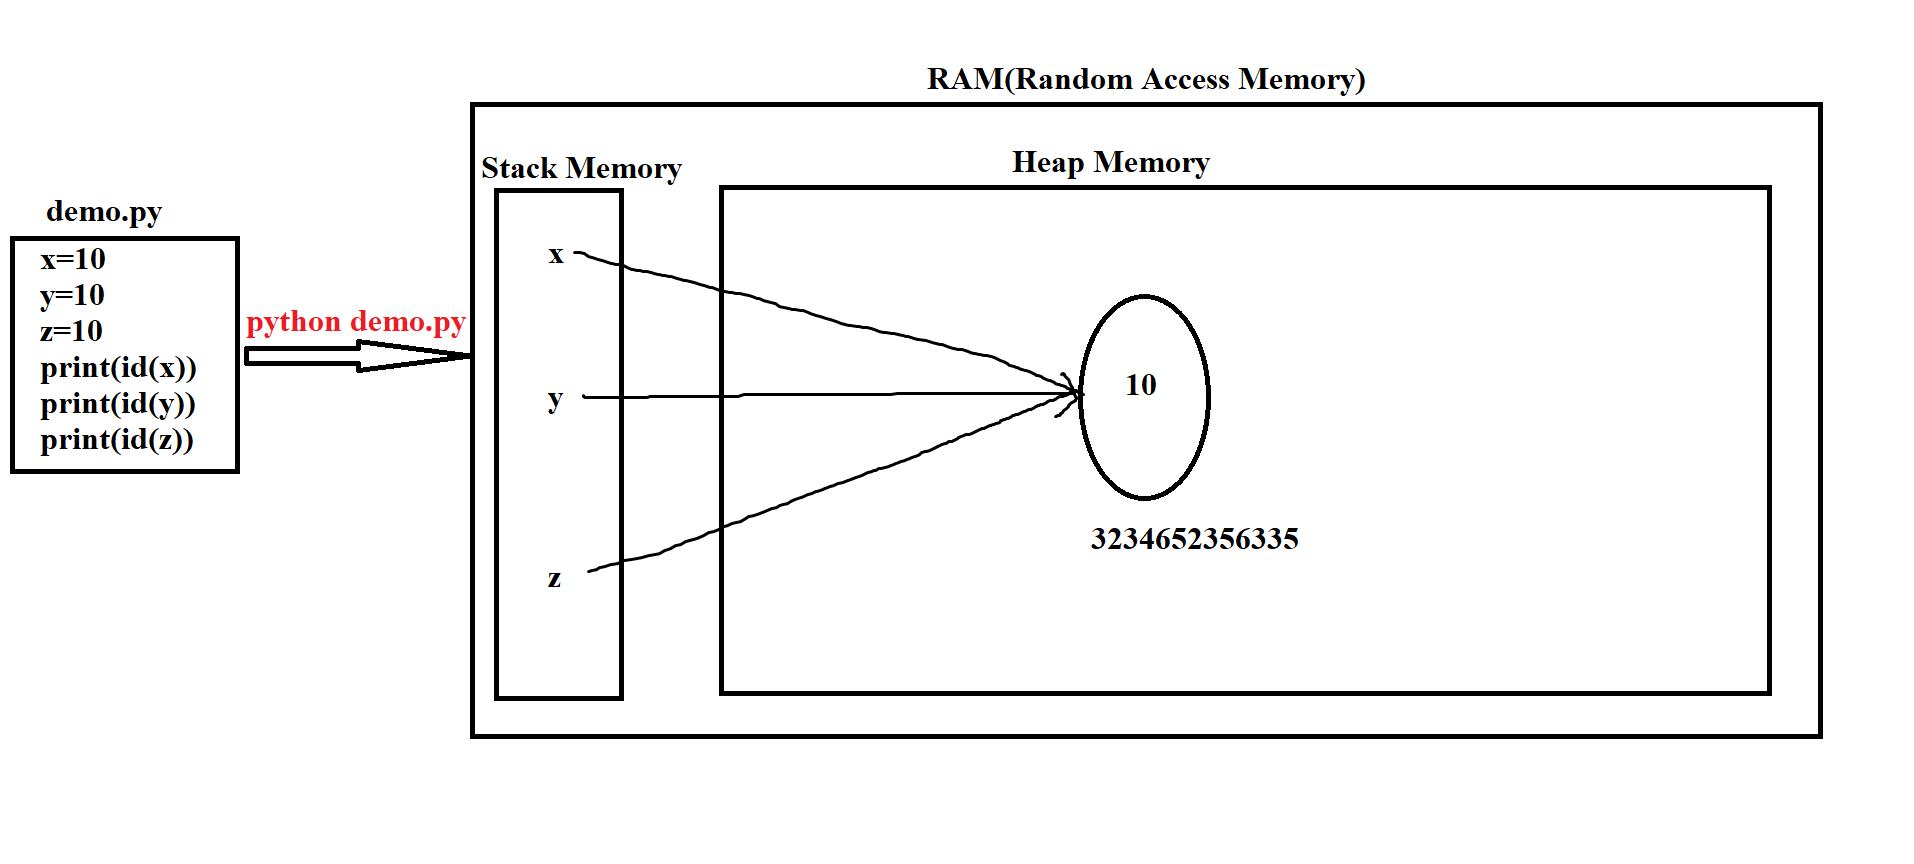 RAM(Random Access Memory)
Stack Memory
Heap Memory
demo.py
x=10
y=10
z=10
print(id(x))
print(id(y))
print(id(z))
python demo.py
x
y
z
10
3234652356335